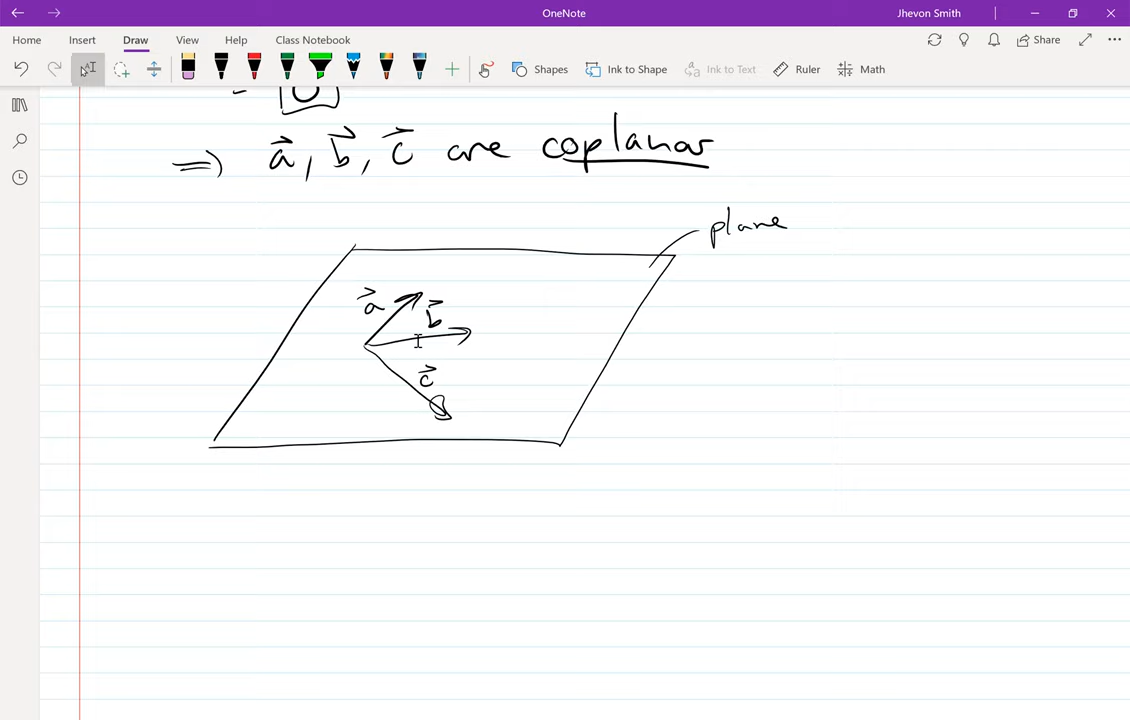 OneNote
Jhevon Smith
Home Insert Draw View Help Class Notebook
Share
Shapes
Ink to Shape
Ink to Text
Ruler
Math
= 0
⇒ a⃗, b⃗, c⃗ are coplanar
plane
a⃗
b⃗
c⃗